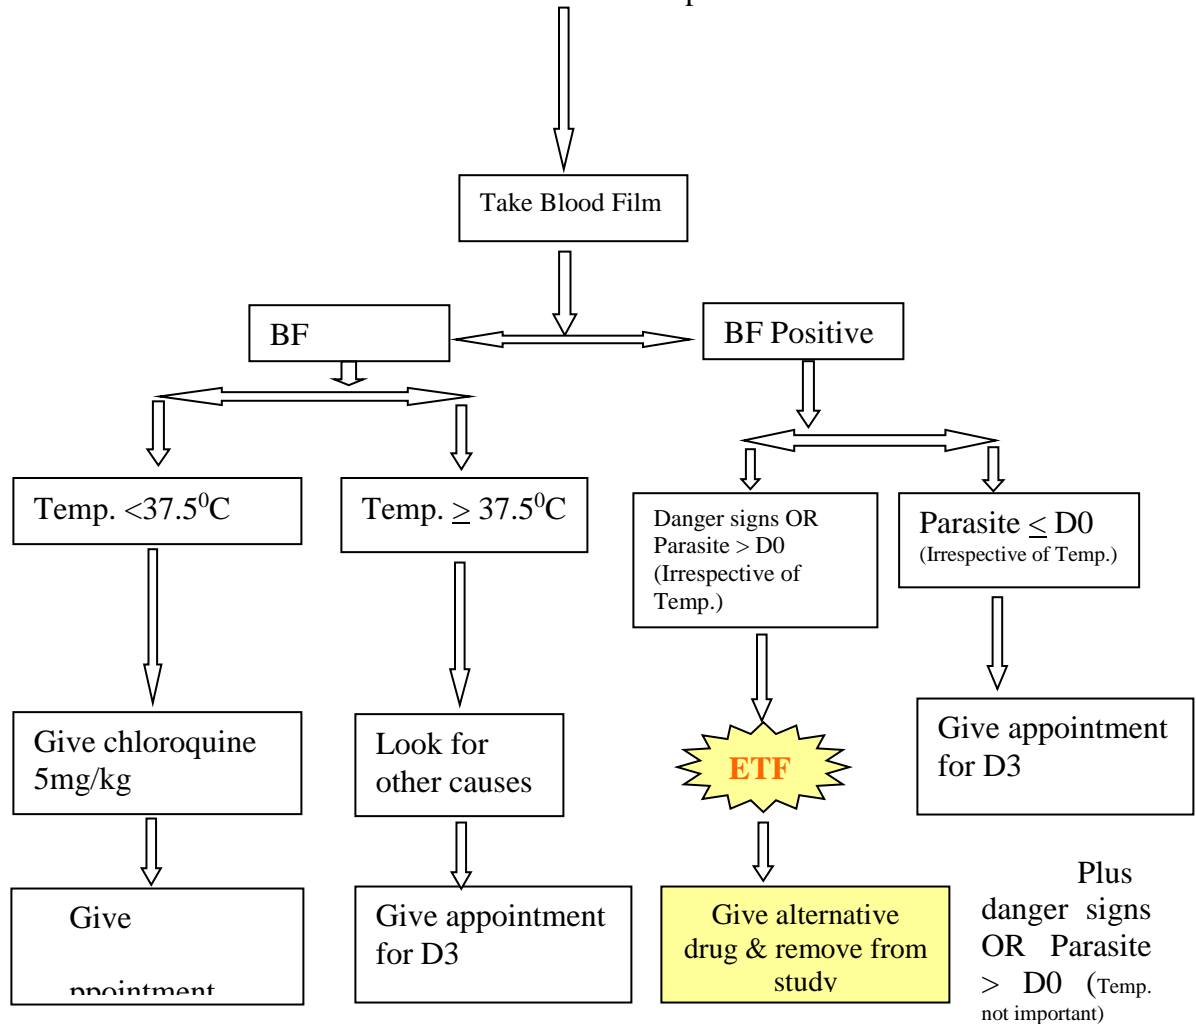 Take Blood Film
BF
BF Positive
Temp. <37.5⁰C
Temp. ≥ 37.5⁰C
Danger signs OR
Parasite > D0
(Irrespective of
Temp.)
Parasite ≤ D0
(Irrespective of Temp.)
Give chloroquine
5mg/kg
Look for
other causes
ETF
Give appointment
for D3
Give
ppointment
Give appointment
for D3
Give alternative
drug & remove from
study
Plus
danger signs
OR Parasite
> D0 (Temp.
not important)